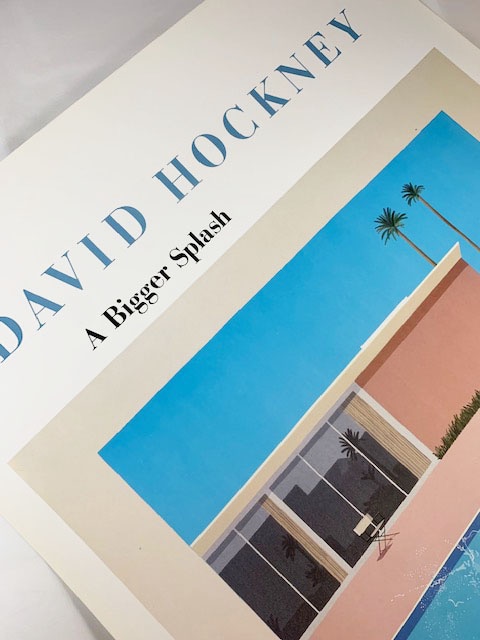 DAVID HOCKNEY
A Bigger Splash